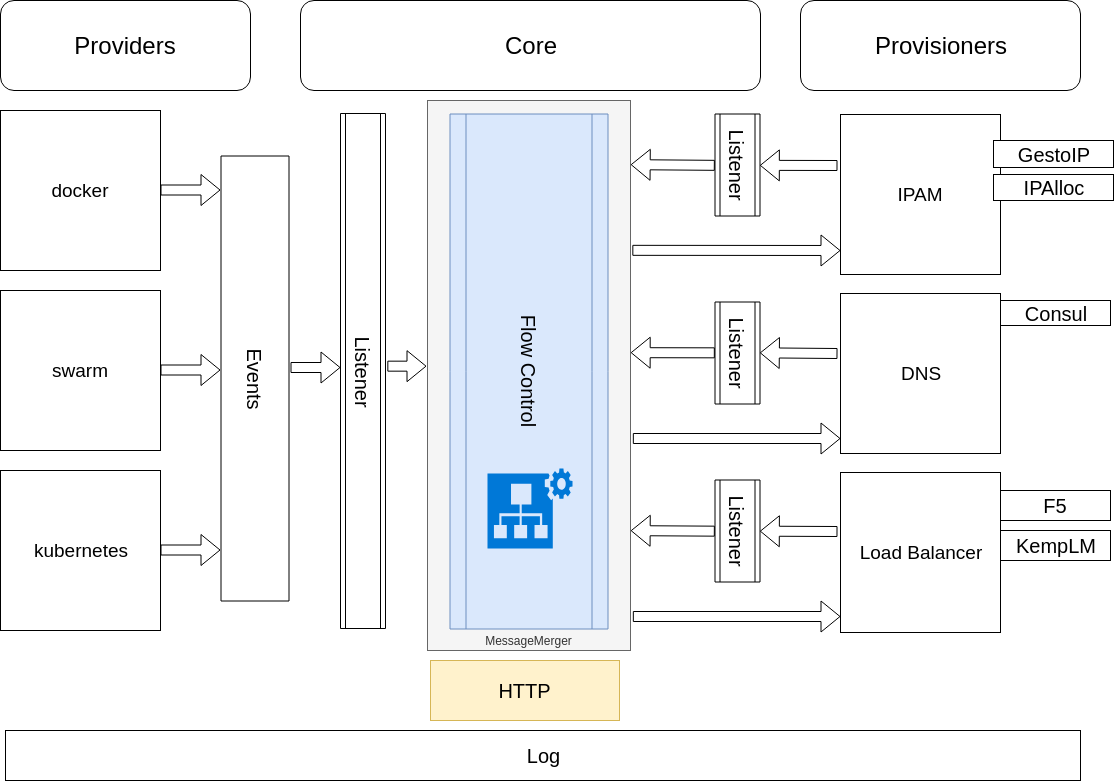 Providers
Core
Provisioners
docker
swarm
kubernetes
Events
Listener
Flow Control
MessageMerger
HTTP
Listener
Listener
Listener
IPAM
GestoIP
IPAlloc
DNS
Consul
Load Balancer
F5
KempLM
Log